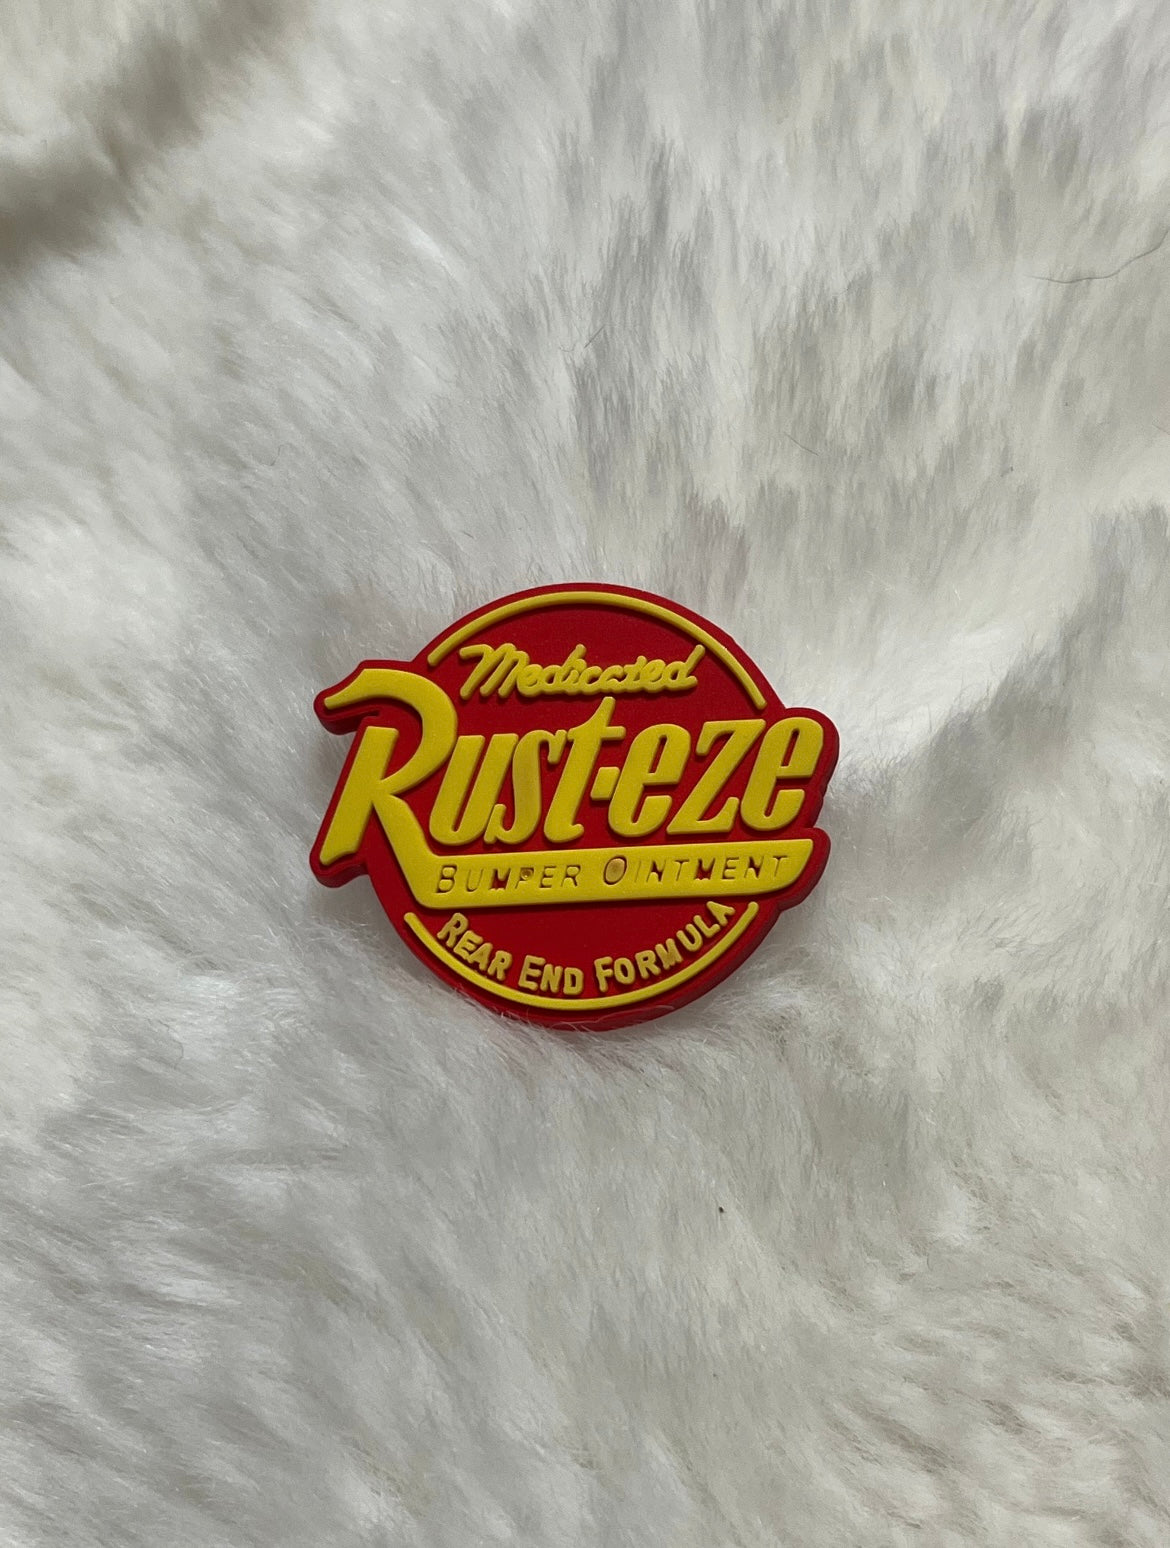 Medicated
Rust-eze
BUMPER OINTMENT
REAR END FORMULA